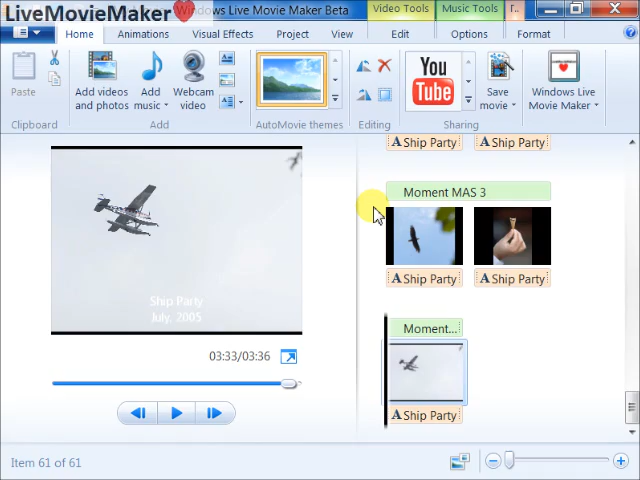 LiveMovieMaker
Windows Live Movie Maker Beta
Video Tools
Music Tools
Home
Animations
Visual Effects
Project
View
Edit
Options
Format
Paste
Add videos
and photos
Add
music
Webcam
video
You
Tube
Save
movie
Windows Live
Movie Maker
Clipboard
Add
AutoMovie themes
Editing
Sharing
A Ship Party
A Ship Party
Moment MAS 3
A Ship Party
A Ship Party
Ship Party
July, 2005
Moment...
03:33/03:36
A Ship Party
Item 61 of 61